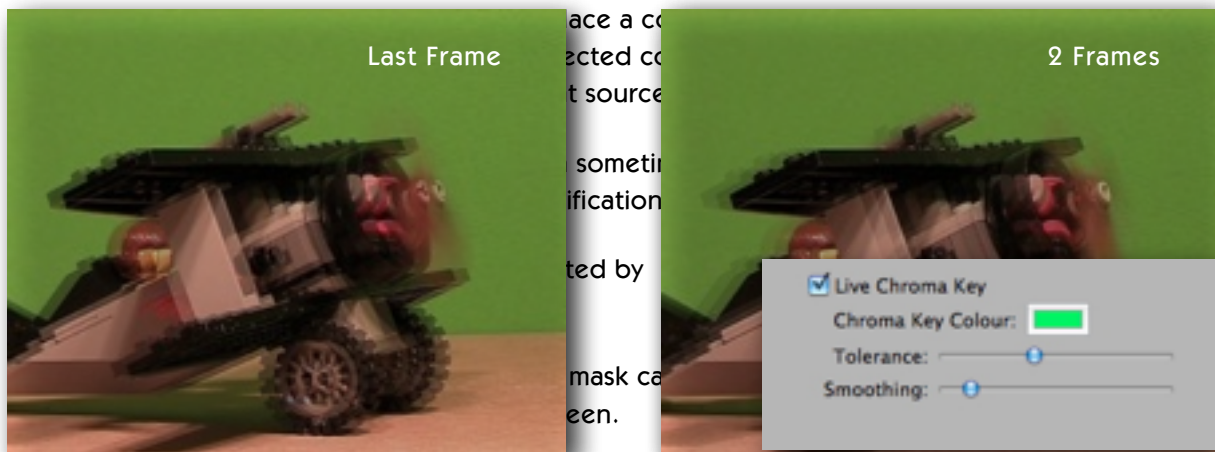 Last Frame
ace a co
ected co
t source
someti
ification
ted by
mask ca
een.
2 Frames
Live Chroma Key
Chroma Key Colour:
Tolerance:
Smoothing: